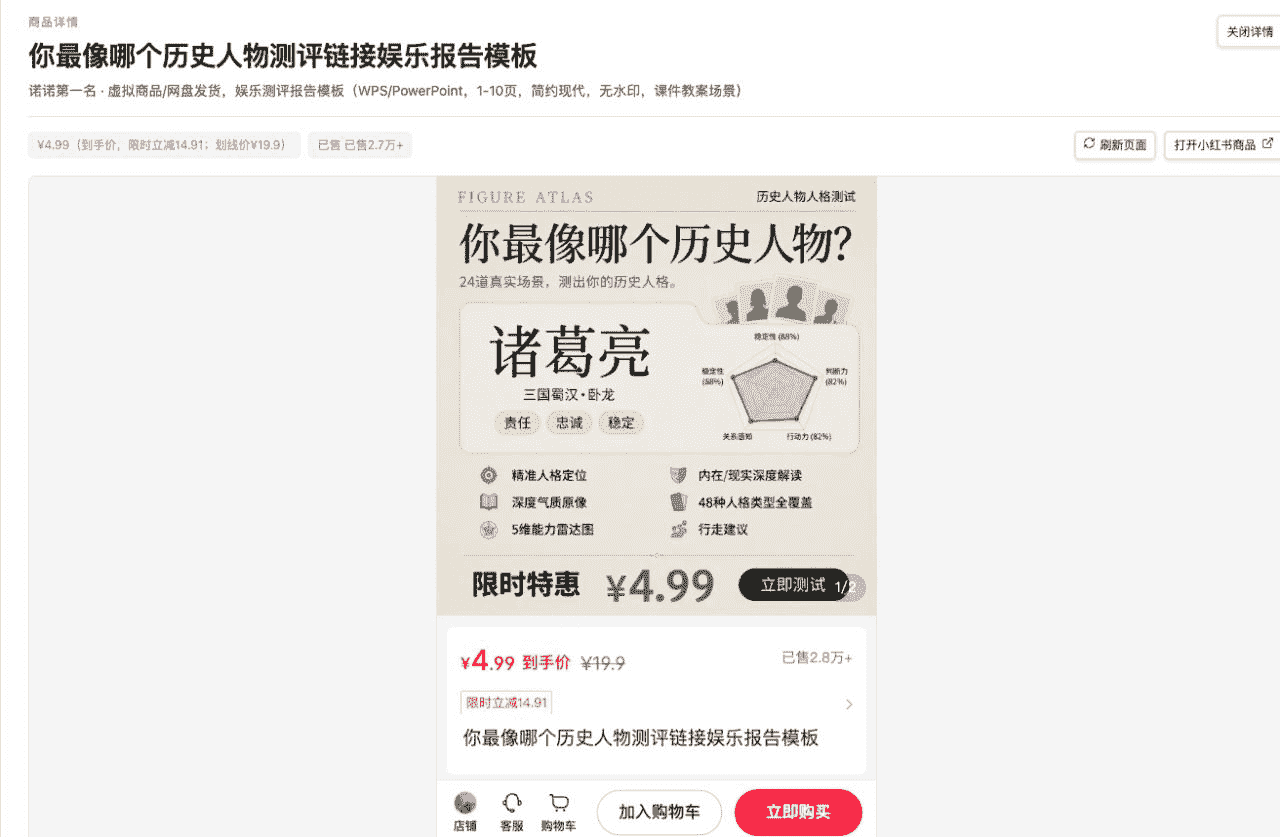 商品详情
关闭详情
你最像哪个历史人物测评链接娱乐报告模板
诺诺第一名 · 虚拟商品/网盘发货，娱乐测评报告模板（WPS/PowerPoint，1-10页，简约现代，无水印，课件教案场景）
¥4.99（到手价，限时立减14.91；划线价¥19.9） 已售 已售2.7万+
刷新页面 打开小红书商品
FIGURE ATLAS
历史人物人格测试
你最像哪个历史人物?
24道真实场景，测出你的历史人格。
诸葛亮
三国蜀汉•卧龙
责任 忠诚 稳定
稳定性 (88%)
稳定性
(88%)
判断力
(82%)
关系感知
行动力 (82%)
精准人格定位
内在/现实深度解读
深度气质原像
48种人格类型全覆盖
5维能力雷达图
行走建议
限时特惠 ¥4.99 立即测试 1/2
¥4.99 到手价 ¥19.9 已售2.8万+
限时立减14.91
你最像哪个历史人物测评链接娱乐报告模板
店铺 客服 购物车 加入购物车 立即购买